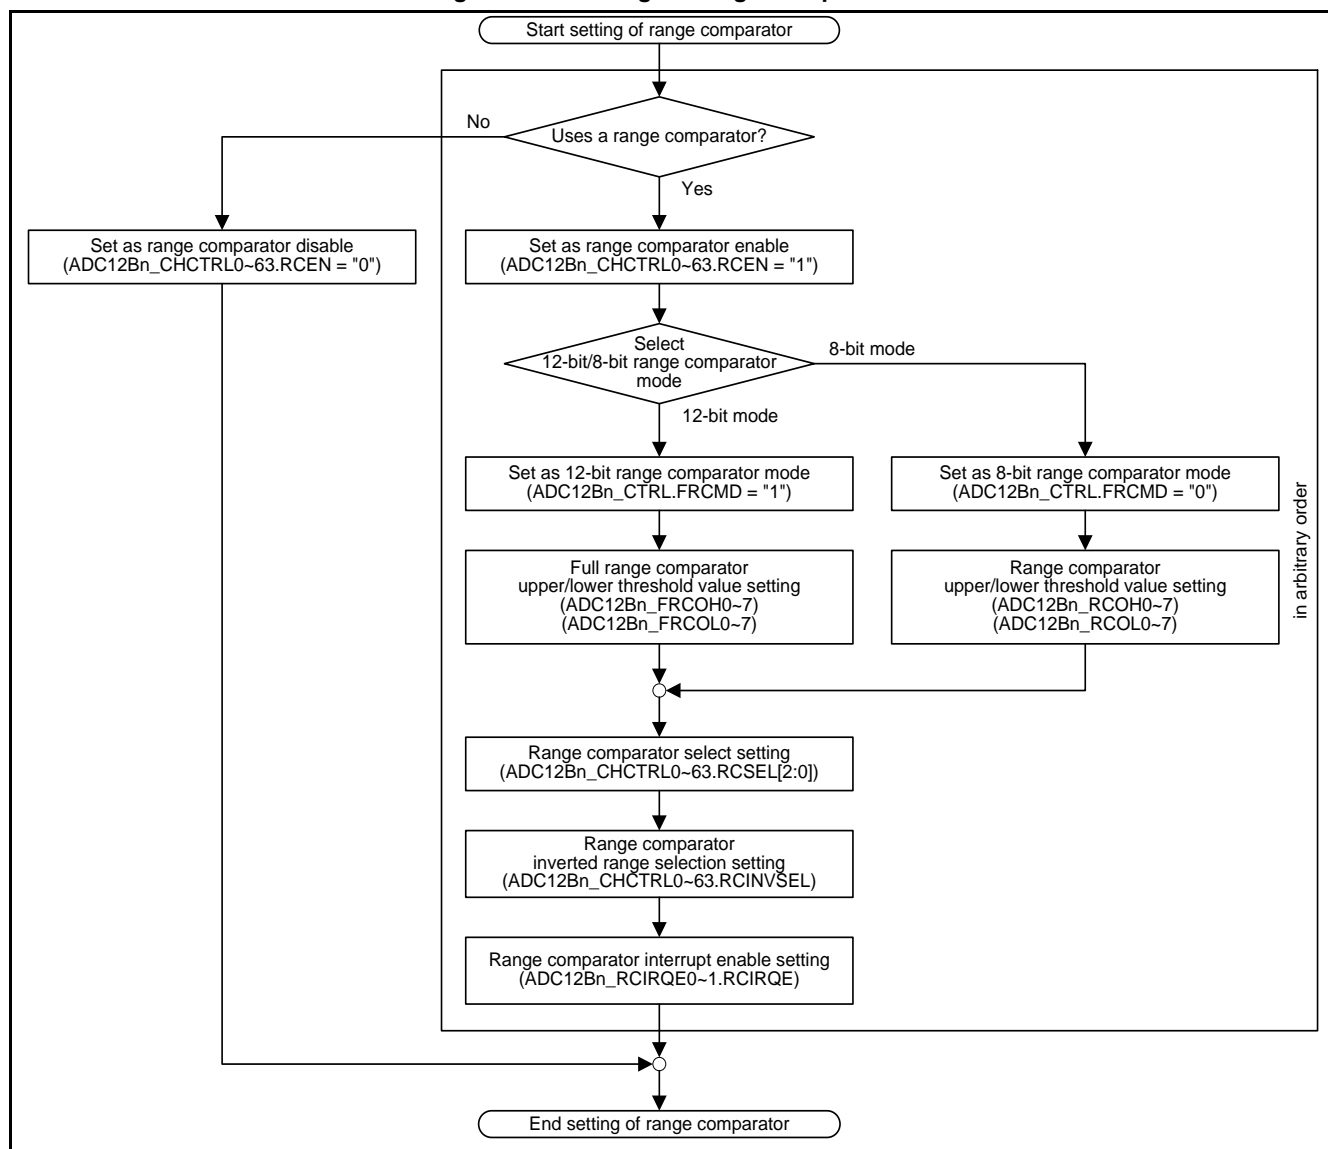 Start setting of range comparator
Uses a range comparator?
No
Yes
Set as range comparator disable
(ADC12Bn_CHCTRL0~63.RCEN = "0")
Set as range comparator enable
(ADC12Bn_CHCTRL0~63.RCEN = "1")
Select
12-bit/8-bit range comparator
mode
8-bit mode
12-bit mode
Set as 12-bit range comparator mode
(ADC12Bn_CTRL.FRCMD = "1")
Set as 8-bit range comparator mode
(ADC12Bn_CTRL.FRCMD = "0")
Full range comparator
upper/lower threshold value setting
(ADC12Bn_FRCOH0~7)
(ADC12Bn_FRCOL0~7)
Range comparator
upper/lower threshold value setting
(ADC12Bn_RCOH0~7)
(ADC12Bn_RCOL0~7)
in arbitrary order
Range comparator select setting
(ADC12Bn_CHCTRL0~63.RCSEL[2:0])
Range comparator
inverted range selection setting
(ADC12Bn_CHCTRL0~63.RCINVSEL)
Range comparator interrupt enable setting
(ADC12Bn_RCIRQE0~1.RCIRQE)
End setting of range comparator